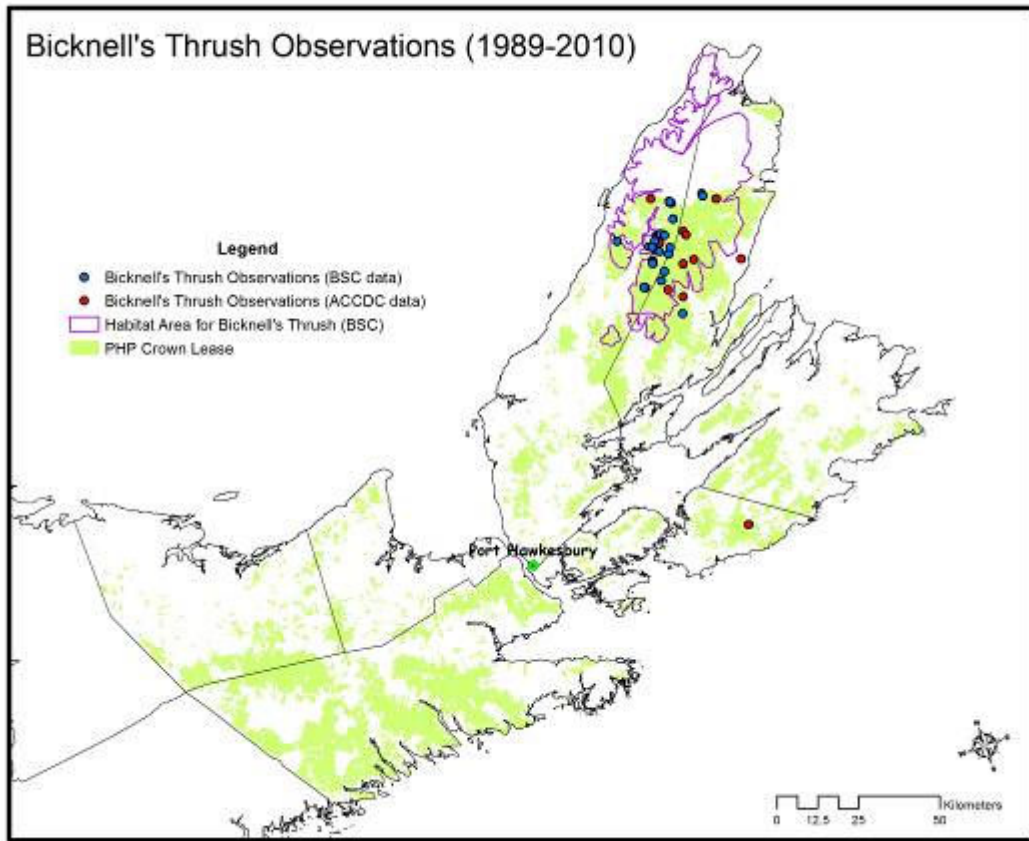 Bicknell's Thrush Observations (1989-2010)
Legend
Bicknell's Thrush Observations (BSC data)
Bicknell's Thrush Observations (ACCDC data)
Habitat Area for Bicknell's Thrush (BSC)
PHP Crown Lease
Port Hawkesbury
Kilometers
0 12.5 25 50